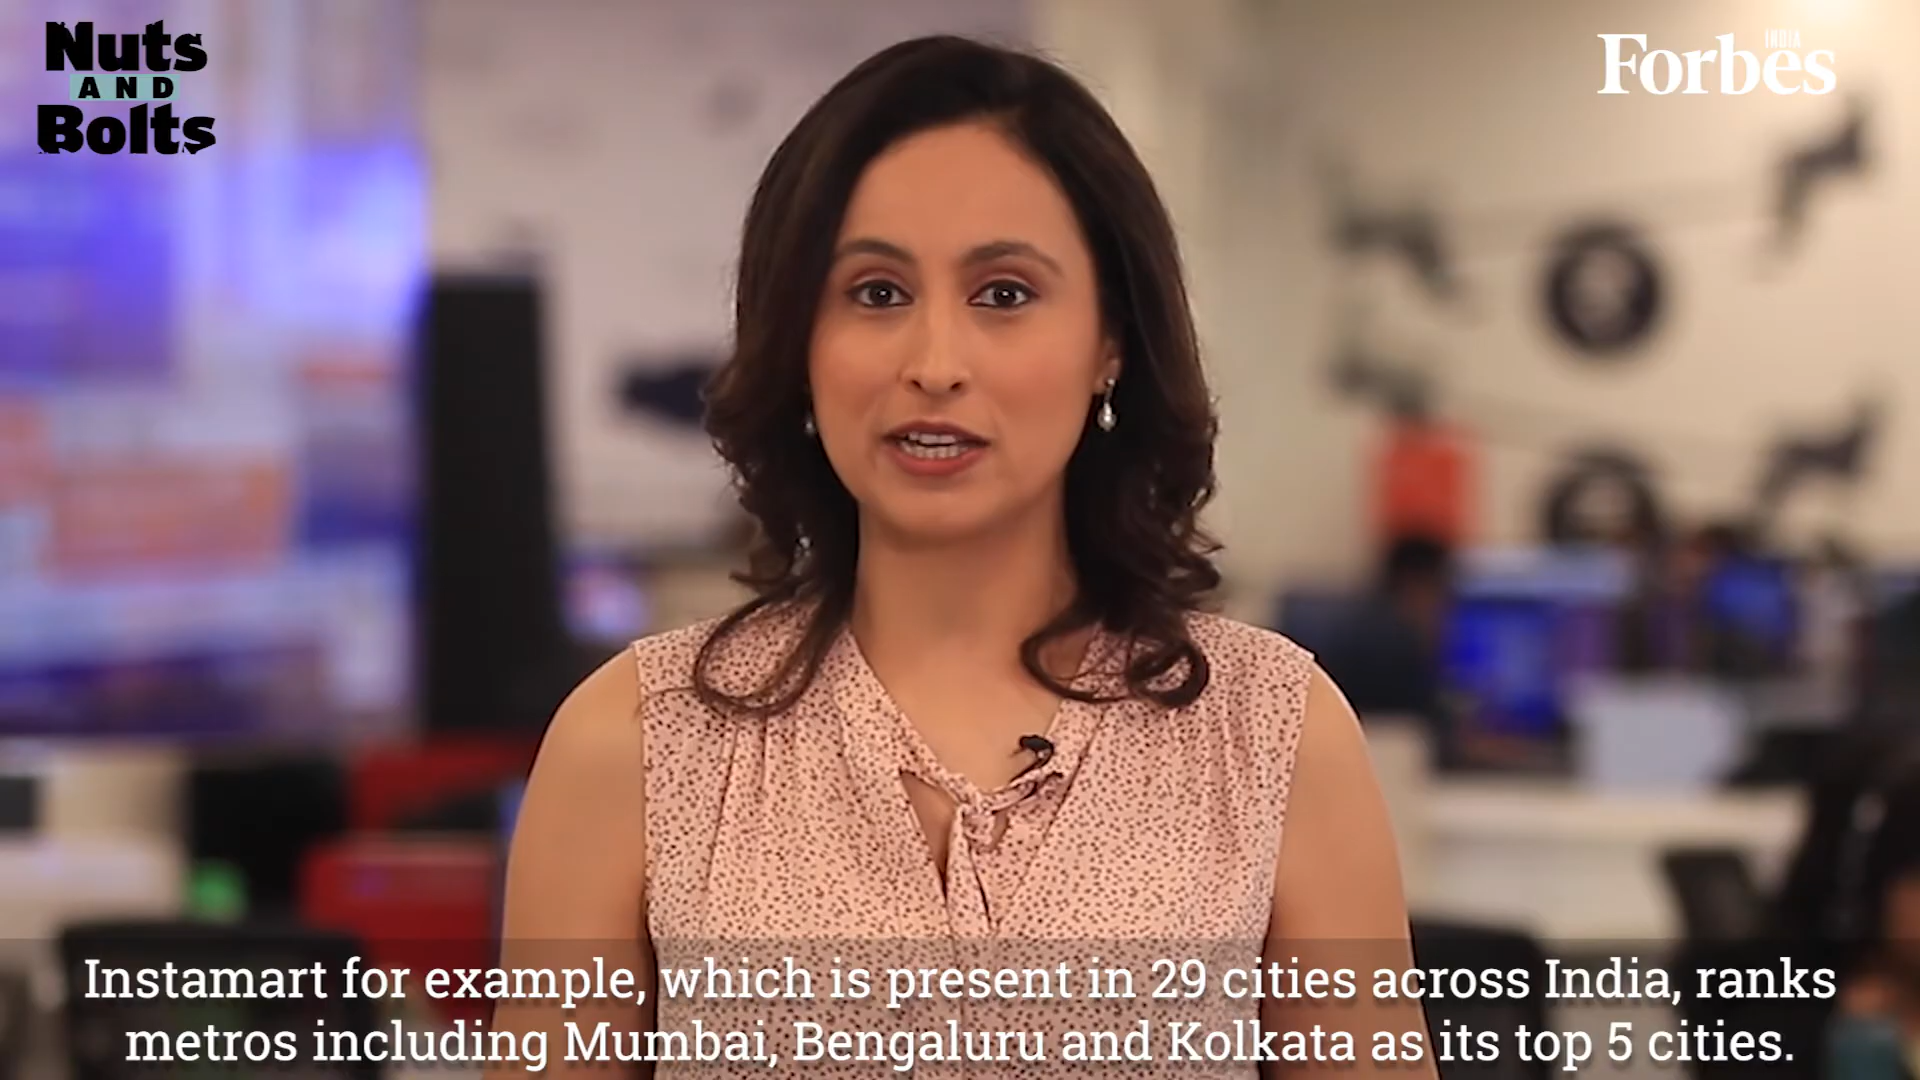 Nuts
AND
Bolts
Forbes
INDIA
Instamart for example, which is present in 29 cities across India, ranks
metros including Mumbai, Bengaluru and Kolkata as its top 5 cities.